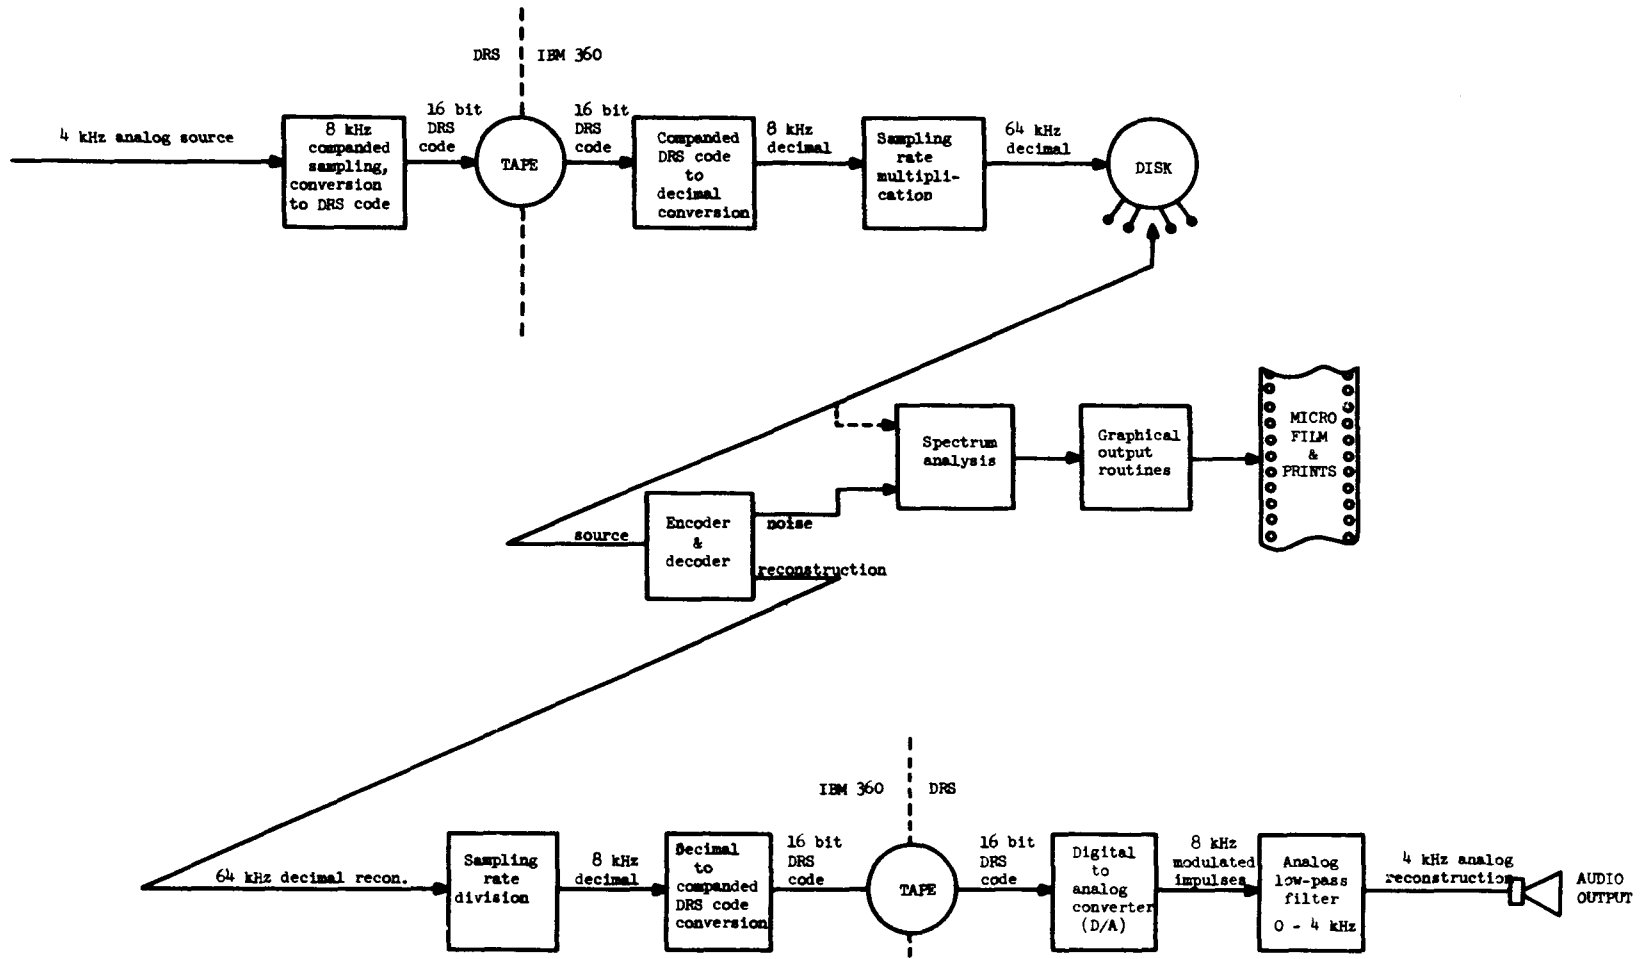 DRS
IBM 360
4 kHz analog source
8 kHz
companded
sampling,
conversion
to DRS code
16 bit
DRS
code
TAPE
16 bit
DRS
code
Companded
DRS code
to
decimal
conversion
8 kHz
decimal
Sampling
rate
multipli-
cation
64 kHz
decimal
DISK
Spectrum
analysis
Graphical
output
routines
MICRO
FILM
&
PRINTS
source
Encoder
&
decoder
noise
reconstruction
IBM 360
DRS
64 kHz decimal recon.
Sampling
rate
division
8 kHz
decimal
Decimal
to
companded
DRS code
conversion
16 bit
DRS
code
TAPE
16 bit
DRS
code
Digital
to
analog
converter
(D/A)
8 kHz
modulated
impulses
Analog
low-pass
filter
0 - 4 kHz
4 kHz analog
reconstruction
AUDIO
OUTPUT